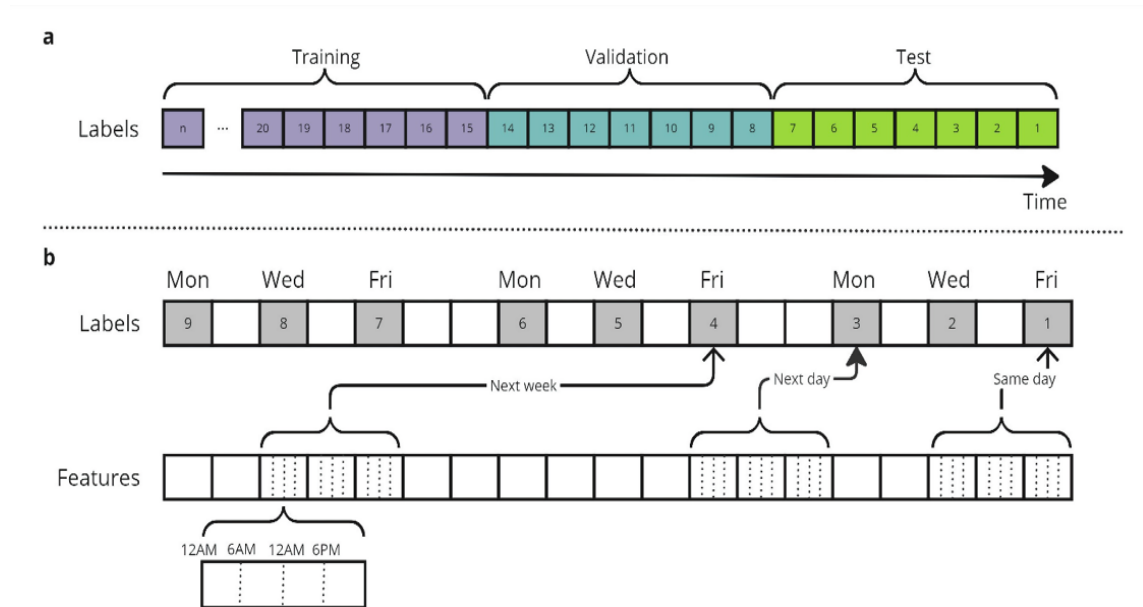 a
Training Validation Test
Labels n ... 20 19 18 17 16 15 14 13 12 11 10 9 8 7 6 5 4 3 2 1
Time
b
Mon Wed Fri Mon Wed Fri Mon Wed Fri
Labels 9 8 7 6 5 4 3 2 1
Next week Next day Same day
Features
12AM 6AM 12AM 6PM